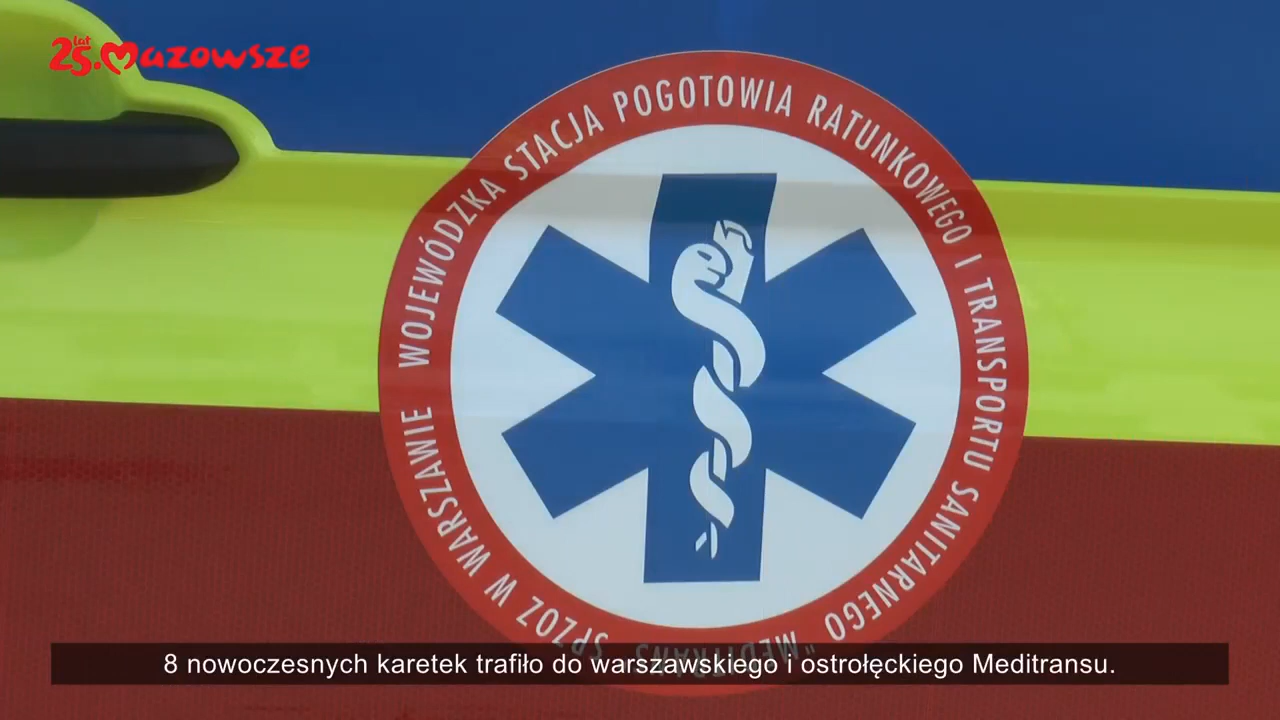 25 lat. Mazowsze
WOJEWÓDZKA STACJA POGOTOWIA RATUNKOWEGO I TRANSPORTU SANITARNEGO "MEDITRANS" SPZOZ W WARSZAWIE
8 nowoczesnych karetek trafiło do warszawskiego i ostrołęckiego Meditransu.